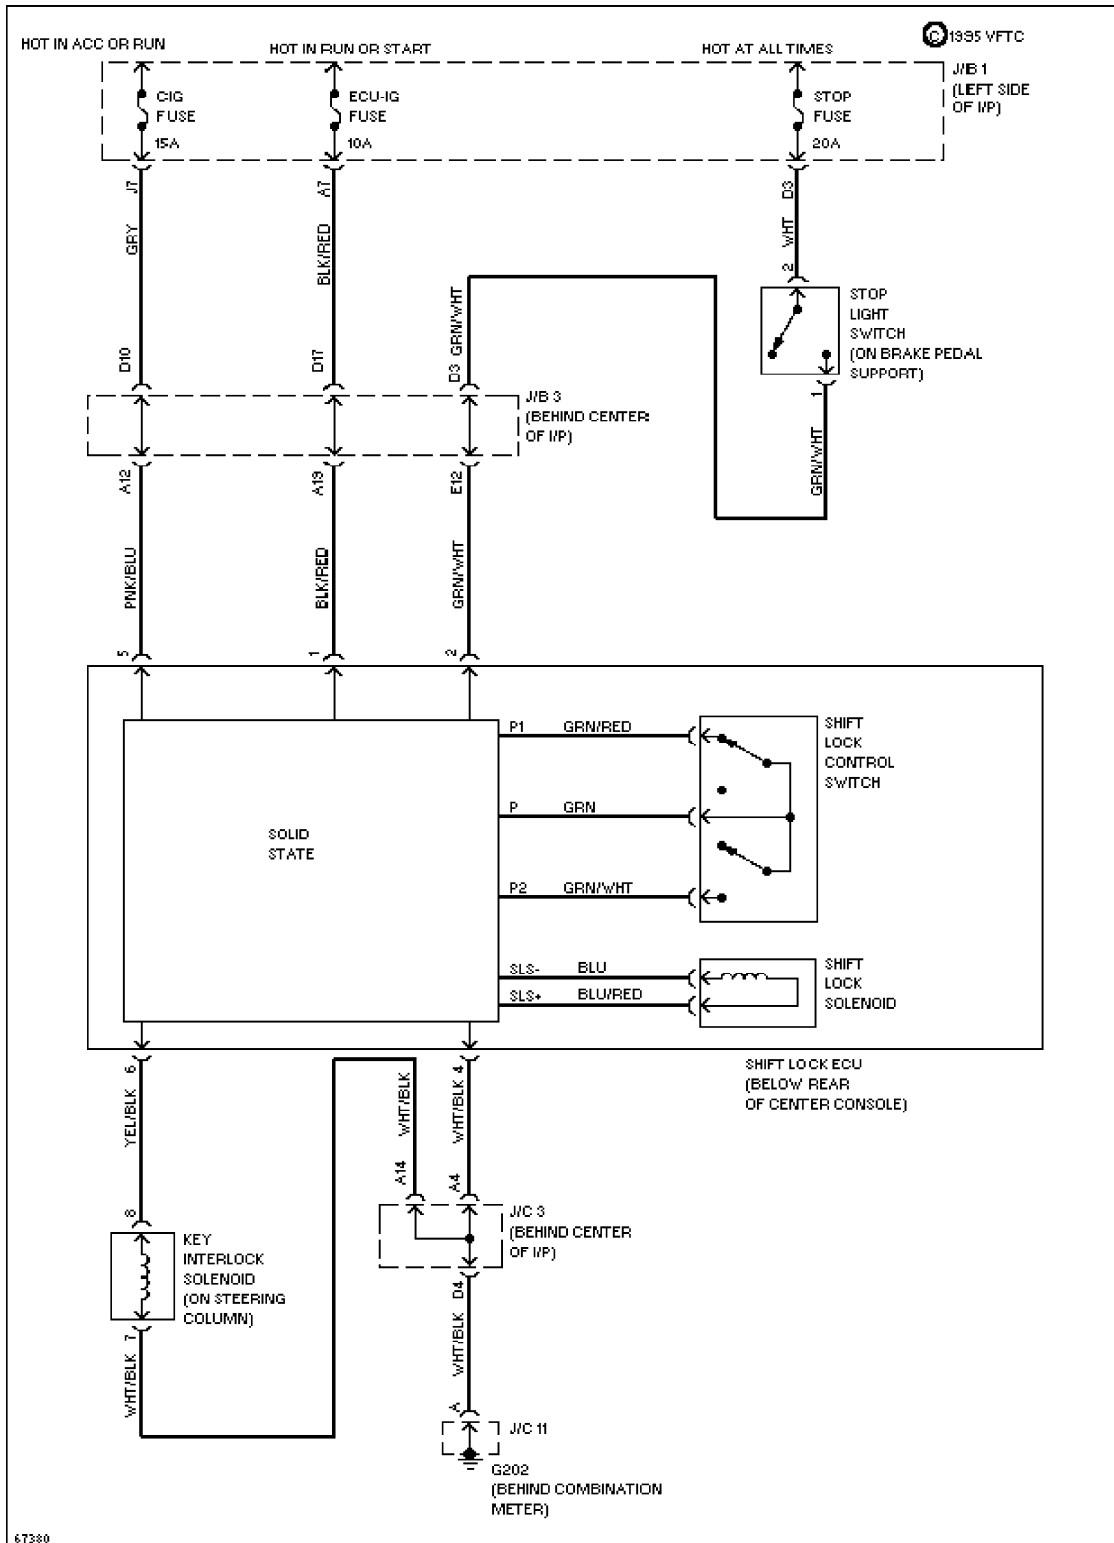 HOT IN ACC OR RUN
HOT IN RUN OR START
HOT AT ALL TIMES
© 1995 VFTC
CIG
FUSE
15A
ECU-IG
FUSE
10A
STOP
FUSE
20A
J/B 1
(LEFT SIDE
OF I/P)
J7
A7
D3
GRY
BLK/RED
WHT
2
GRN/WHT
STOP
LIGHT
SWITCH
(ON BRAKE PEDAL
SUPPORT)
1
GRN/WHT
D10
D17
D3
J/B 3
(BEHIND CENTER
OF I/P)
A12
A19
E12
PNK/BLU
BLK/RED
GRN/WHT
5
1
2
SOLID
STATE
P1
GRN/RED
P
GRN
P2
GRN/WHT
SLS-
BLU
SLS+
BLU/RED
SHIFT
LOCK
CONTROL
SWITCH
SHIFT
LOCK
SOLENOID
SHIFT LOCK ECU
(BELOW REAR
OF CENTER CONSOLE)
6
YEL/BLK
WHT/BLK
4
WHT/BLK
A14
A4
J/C 3
(BEHIND CENTER
OF I/P)
8
KEY
INTERLOCK
SOLENOID
(ON STEERING
COLUMN)
7
WHT/BLK
D4
WHT/BLK
A
J/C 11
G202
(BEHIND COMBINATION
METER)
67380